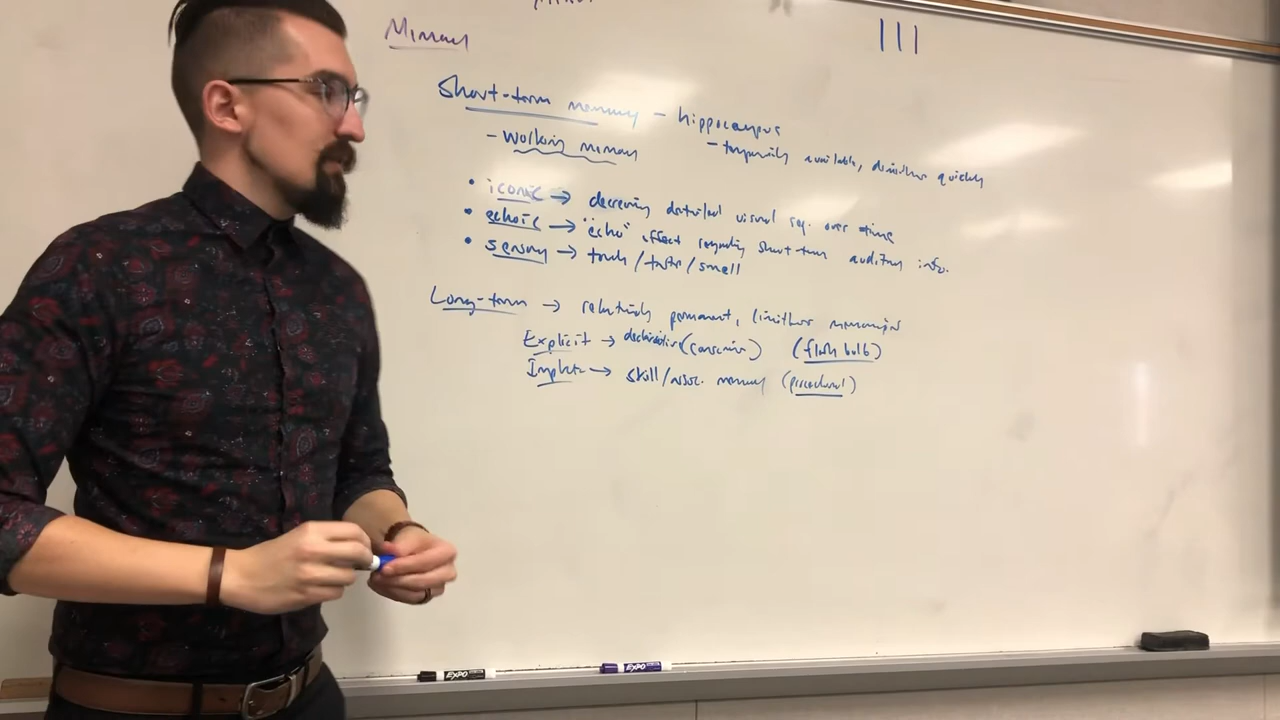 Memory
III
Short-term memory - hippocampus
- working memory
- temporarily available, diminishes quickly
• iconic → decreasing detailed visual rep. over time
• echoic → "echo" effect regarding short term auditory info.
• sensory → touch/taste/smell
Long-term → relatively permanent, limitless
Explicit → declarative (conscious) (flash bulb)
Implicit → skill/assoc. memory (procedural)
EXPO
EXPO